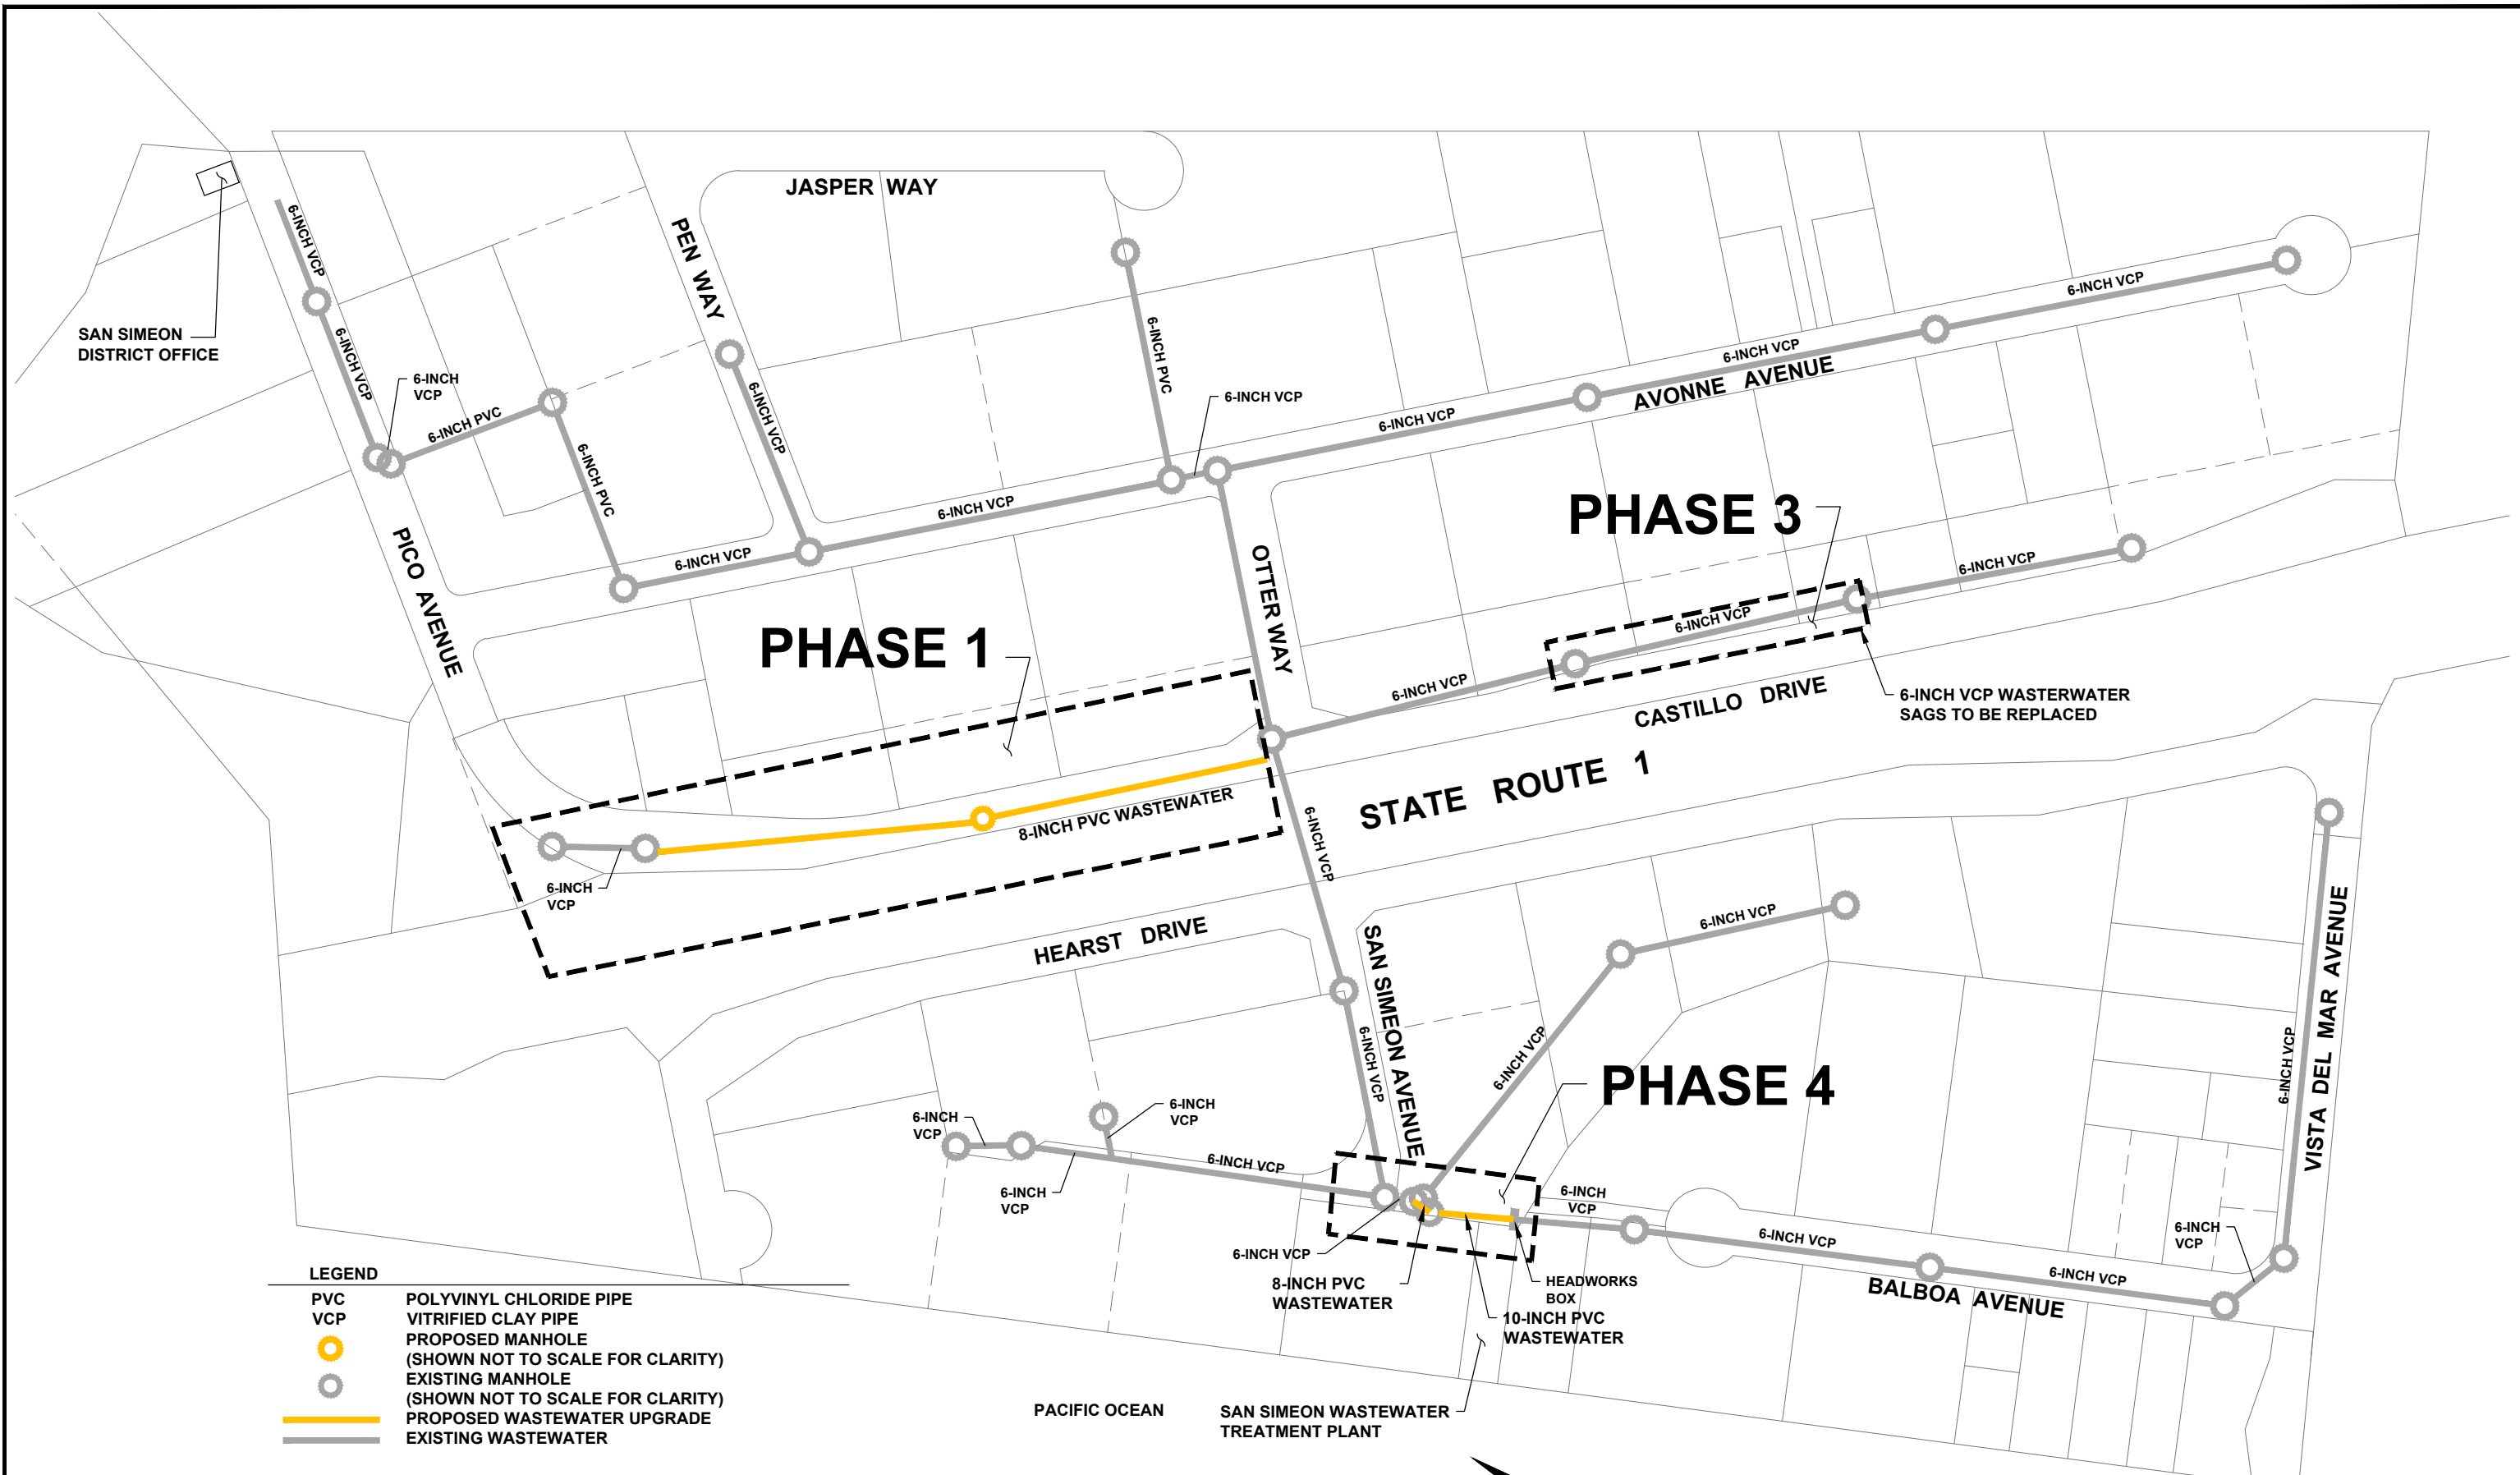 JASPER WAY
6-INCH VCP
SAN SIMEON
DISTRICT OFFICE
6-INCH VCP
6-INCH
VCP
6-INCH PVC
6-INCH PVC
PEN WAY
6-INCH VCP
6-INCH PVC
6-INCH VCP
6-INCH VCP
6-INCH VCP
6-INCH VCP
AVONNE AVENUE
6-INCH VCP
6-INCH VCP
PICO AVENUE
OTTER WAY
PHASE 3
6-INCH VCP
6-INCH VCP
6-INCH VCP
6-INCH VCP WASTERWATER
SAGS TO BE REPLACED
CASTILLO DRIVE
PHASE 1
8-INCH PVC WASTEWATER
6-INCH
VCP
STATE ROUTE 1
6-INCH VCP
HEARST DRIVE
SAN SIMEON AVENUE
6-INCH VCP
6-INCH VCP
6-INCH VCP
PHASE 4
VISTA DEL MAR AVENUE
6-INCH VCP
6-INCH
VCP
6-INCH
VCP
6-INCH
VCP
6-INCH VCP
6-INCH VCP
8-INCH PVC
WASTEWATER
HEADWORKS
BOX
10-INCH PVC
WASTEWATER
6-INCH
VCP
6-INCH VCP
6-INCH VCP
6-INCH
VCP
BALBOA AVENUE
LEGEND
PVC POLYVINYL CHLORIDE PIPE
VCP VITRIFIED CLAY PIPE
PROPOSED MANHOLE
(SHOWN NOT TO SCALE FOR CLARITY)
EXISTING MANHOLE
(SHOWN NOT TO SCALE FOR CLARITY)
PROPOSED WASTEWATER UPGRADE
EXISTING WASTEWATER
PACIFIC OCEAN
SAN SIMEON WASTEWATER
TREATMENT PLANT